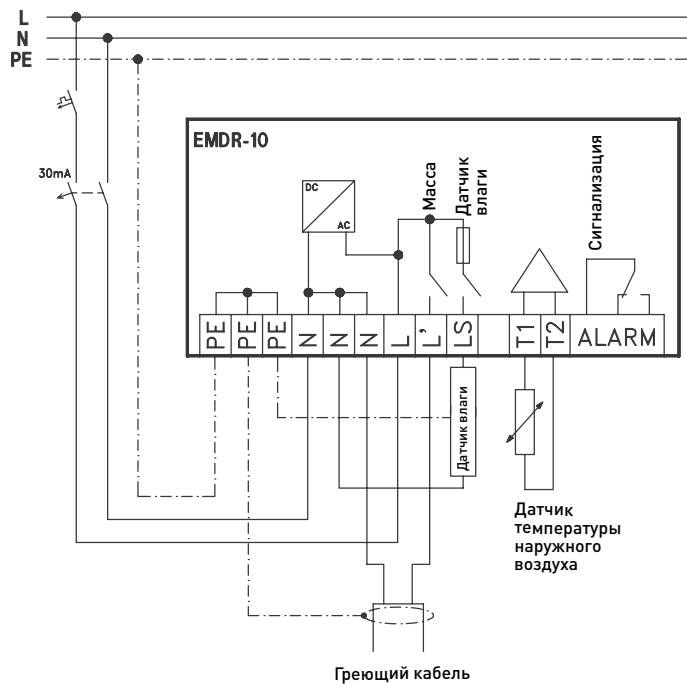 L
N
PE
30mA
EMDR-10
DC
AC
Масса
Датчик
влаги
Сигнализация
PE
PE
PE
N
N
N
L
L'
LS
T1
T2
ALARM
Датчик влаги
Датчик
температуры
наружного
воздуха
Греющий кабель